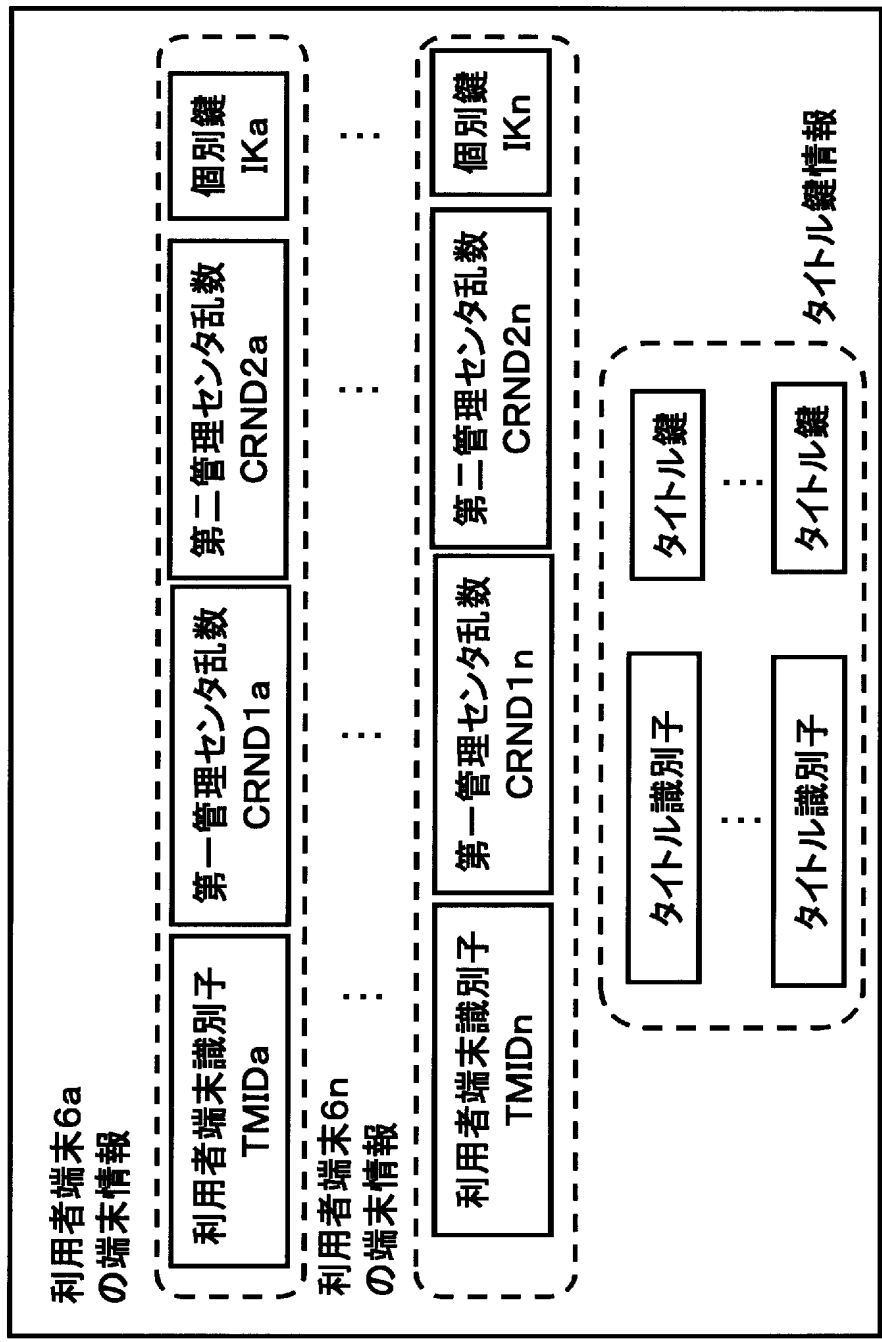 利用者端末6a
の端末情報
利用者端末識別子
TMIDa
第一管理センタ乱数
CRND1a
第二管理センタ乱数
CRND2a
個別鍵
IKa
… … … …
利用者端末6n
の端末情報
利用者端末識別子
TMIDn
第一管理センタ乱数
CRND1n
第二管理センタ乱数
CRND2n
個別鍵
IKn
タイトル識別子
タイトル鍵
… …
タイトル識別子
タイトル鍵
タイトル鍵情報